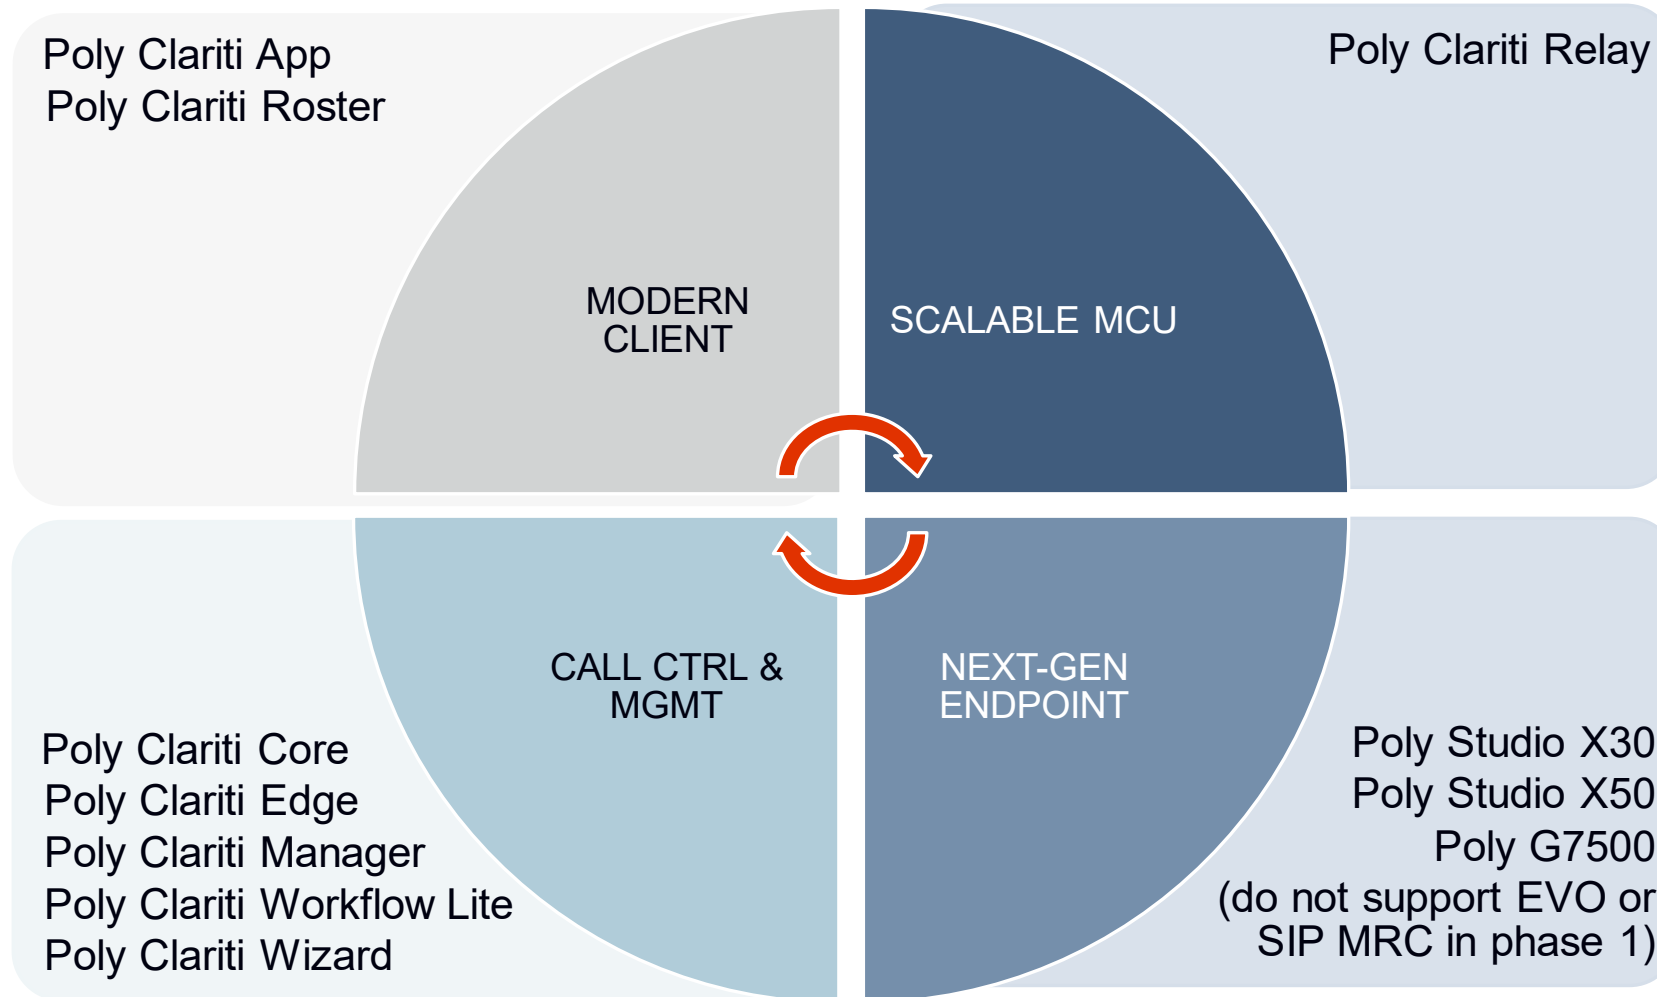 Poly Clariti App
Poly Clariti Roster
MODERN
CLIENT
Poly Clariti Relay
SCALABLE MCU
CALL CTRL &
MGMT
Poly Clariti Core
Poly Clariti Edge
Poly Clariti Manager
Poly Clariti Workflow Lite
Poly Clariti Wizard
NEXT-GEN
ENDPOINT
Poly Studio X30
Poly Studio X50
Poly G7500
(do not support EVO or
SIP MRC in phase 1)